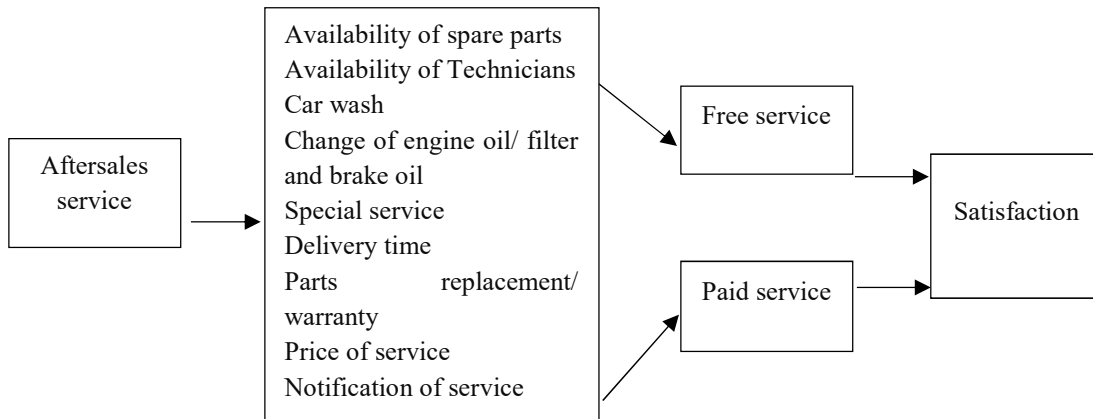 Aftersales
service
Availability of spare parts
Availability of Technicians
Car wash
Change of engine oil/ filter
and brake oil
Special service
Delivery time
Parts replacement/
warranty
Price of service
Notification of service
Free service
Paid service
Satisfaction